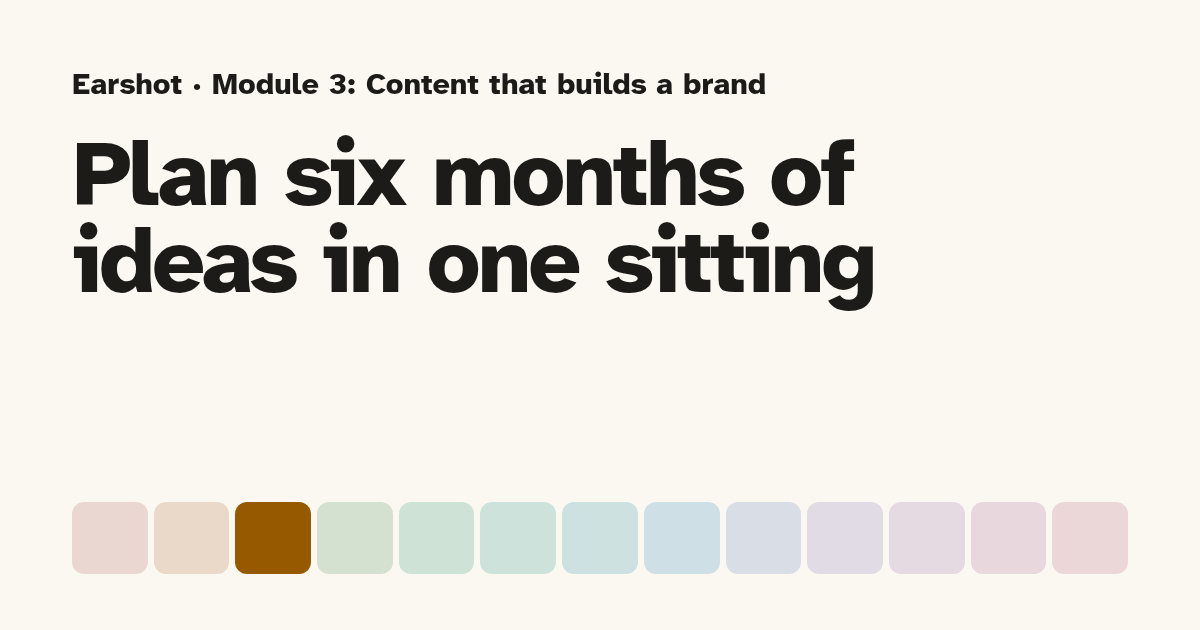 Earshot · Module 3: Content that builds a brand
Plan six months of
ideas in one sitting